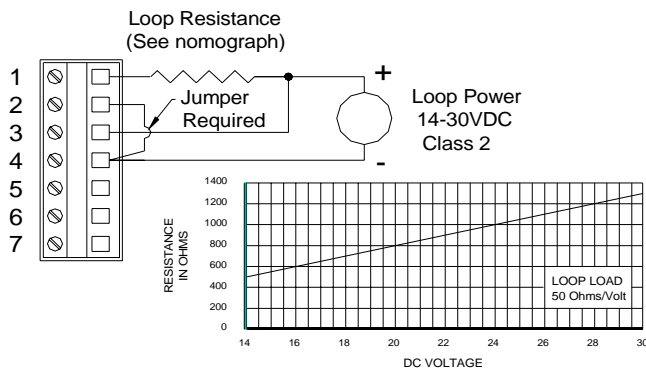 Loop Resistance
(See nomograph)
1
2
3
4
5
6
7
Jumper
Required
+
-
Loop Power
14-30VDC
Class 2
RESISTANCE
IN OHMS
1400
1200
1000
800
600
400
200
0
LOOP LOAD
50 Ohms/Volt
14 16 18 20 22 24 26 28 30
DC VOLTAGE